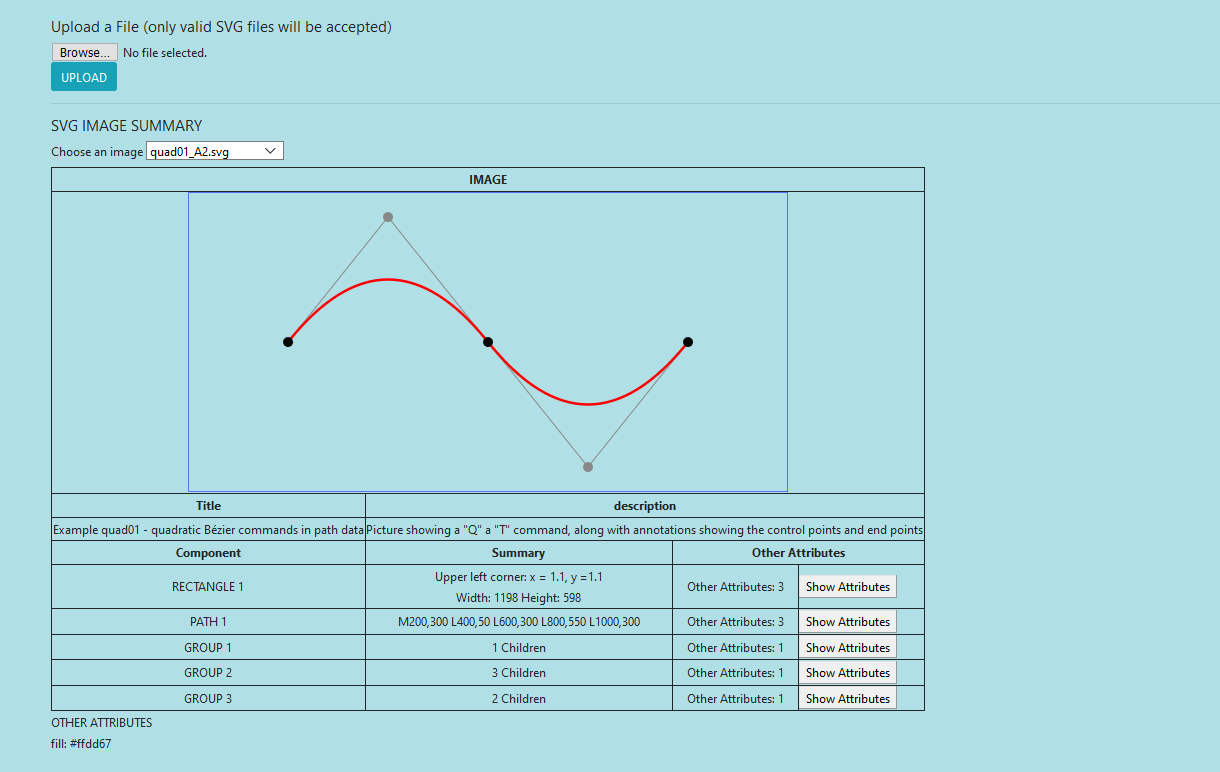 Upload a File (only valid SVG files will be accepted)
Browse... No file selected.
UPLOAD
SVG IMAGE SUMMARY
Choose an image quad01_A2.svg
IMAGE
Title description
Example quad01 - quadratic Bézier commands in path data Picture showing a "Q" a "T" command, along with annotations showing the control points and end points
Component Summary Other Attributes
RECTANGLE 1 Upper left corner: x = 1.1, y =1.1
Width: 1198 Height: 598 Other Attributes: 3 Show Attributes
PATH 1 M200,300 L400,50 L600,300 L800,550 L1000,300 Other Attributes: 3 Show Attributes
GROUP 1 1 Children Other Attributes: 1 Show Attributes
GROUP 2 3 Children Other Attributes: 1 Show Attributes
GROUP 3 2 Children Other Attributes: 1 Show Attributes
OTHER ATTRIBUTES
fill: #ffdd67